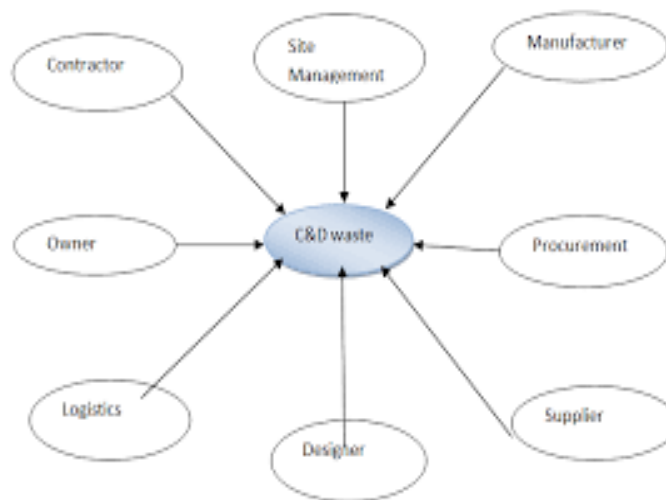 Contractor
Site
Management
Manufacturer
Owner
C&D waste
Procurement
Logistics
Designer
Supplier